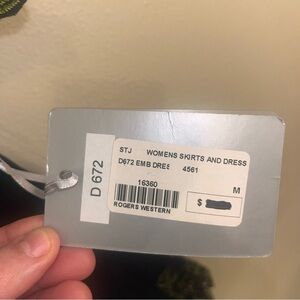 STJ WOMENS SKIRTS AND DRESS
D672 EMB DRES 4561
16360
M
ROGERS WESTERN
$
D 672